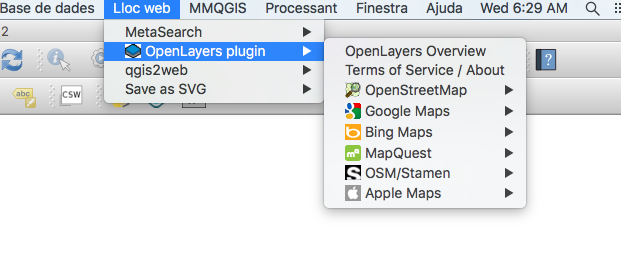 Base de dades Lloc web MMQGIS Processant Finestra Ajuda Wed 6:29 AM
2
MetaSearch
OpenLayers plugin
qgis2web
Save as SVG
OpenLayers Overview
Terms of Service / About
OpenStreetMap
Google Maps
Bing Maps
MapQuest
OSM/Stamen
Apple Maps
abc
CSW
?